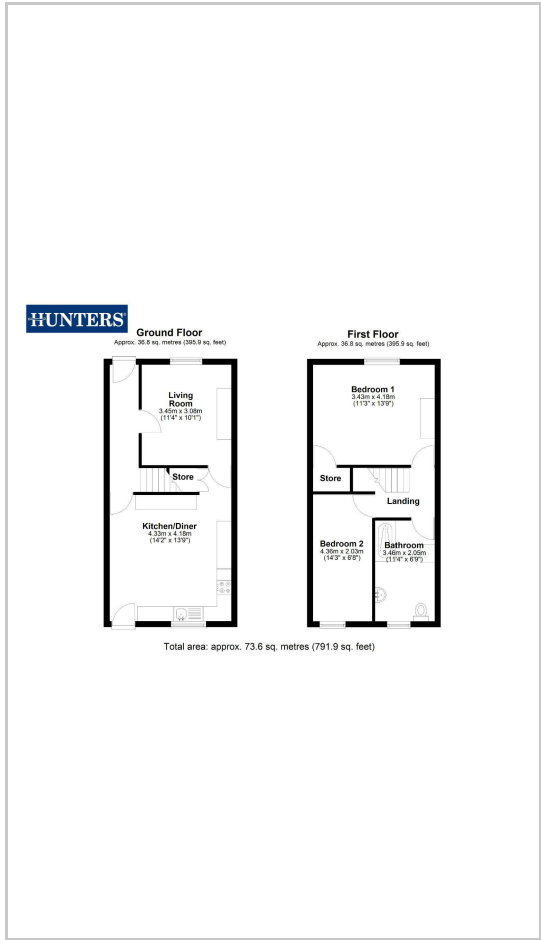 HUNTERS
Ground Floor
Approx. 36.8 sq. metres (395.9 sq. feet)
Living
Room
3.45m x 3.08m
(11'4" x 10'1")
Store
Kitchen/Diner
4.33m x 4.18m
(14'2" x 13'9")
First Floor
Approx. 36.8 sq. metres (395.9 sq. feet)
Bedroom 1
3.43m x 4.18m
(11'3" x 13'9")
Store
Landing
Bedroom 2
4.36m x 2.03m
(14'3" x 6'8")
Bathroom
3.46m x 2.05m
(11'4" x 6'9")
Total area: approx. 73.6 sq. metres (791.9 sq. feet)